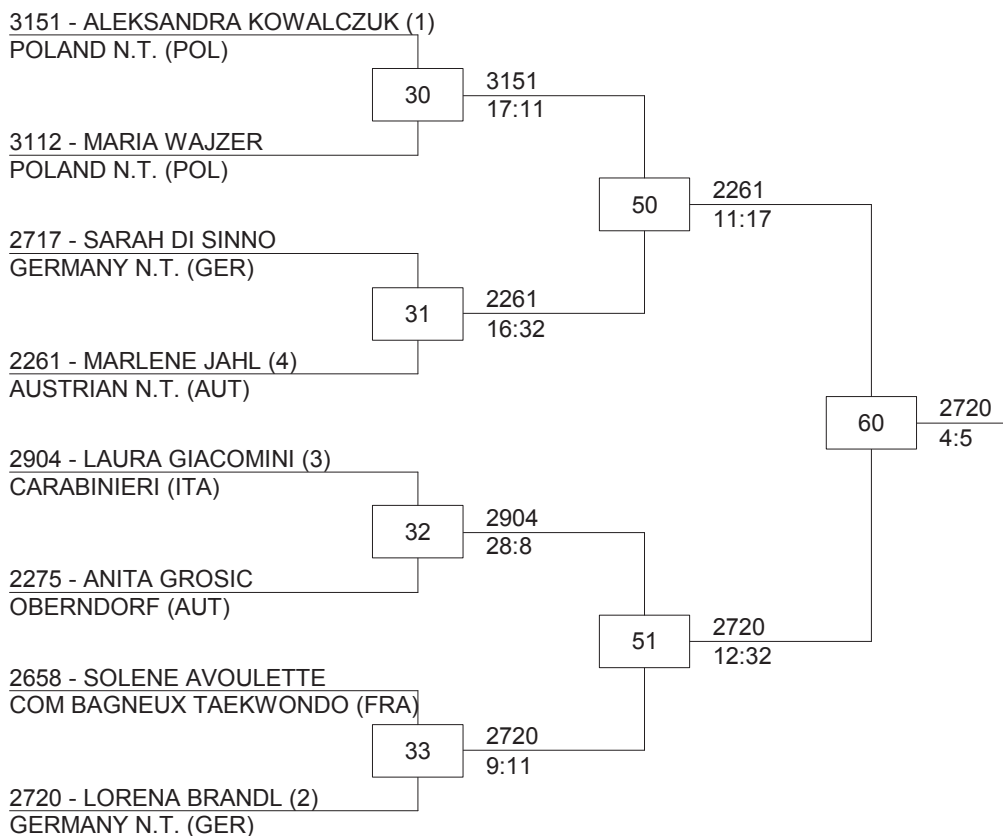 3151 - ALEKSANDRA KOWALCZUK (1)
POLAND N.T. (POL)
30
3151
17:11
3112 - MARIA WAJZER
POLAND N.T. (POL)
50
2261
11:17
2717 - SARAH DI SINNO
GERMANY N.T. (GER)
31
2261
16:32
2261 - MARLENE JAHL (4)
AUSTRIAN N.T. (AUT)
60
2720
4:5
2904 - LAURA GIACOMINI (3)
CARABINIERI (ITA)
32
2904
28:8
2275 - ANITA GROSIC
OBERNDORF (AUT)
51
2720
12:32
2658 - SOLENE AVOULETTE
COM BAGNEUX TAEKWONDO (FRA)
33
2720
9:11
2720 - LORENA BRANDL (2)
GERMANY N.T. (GER)